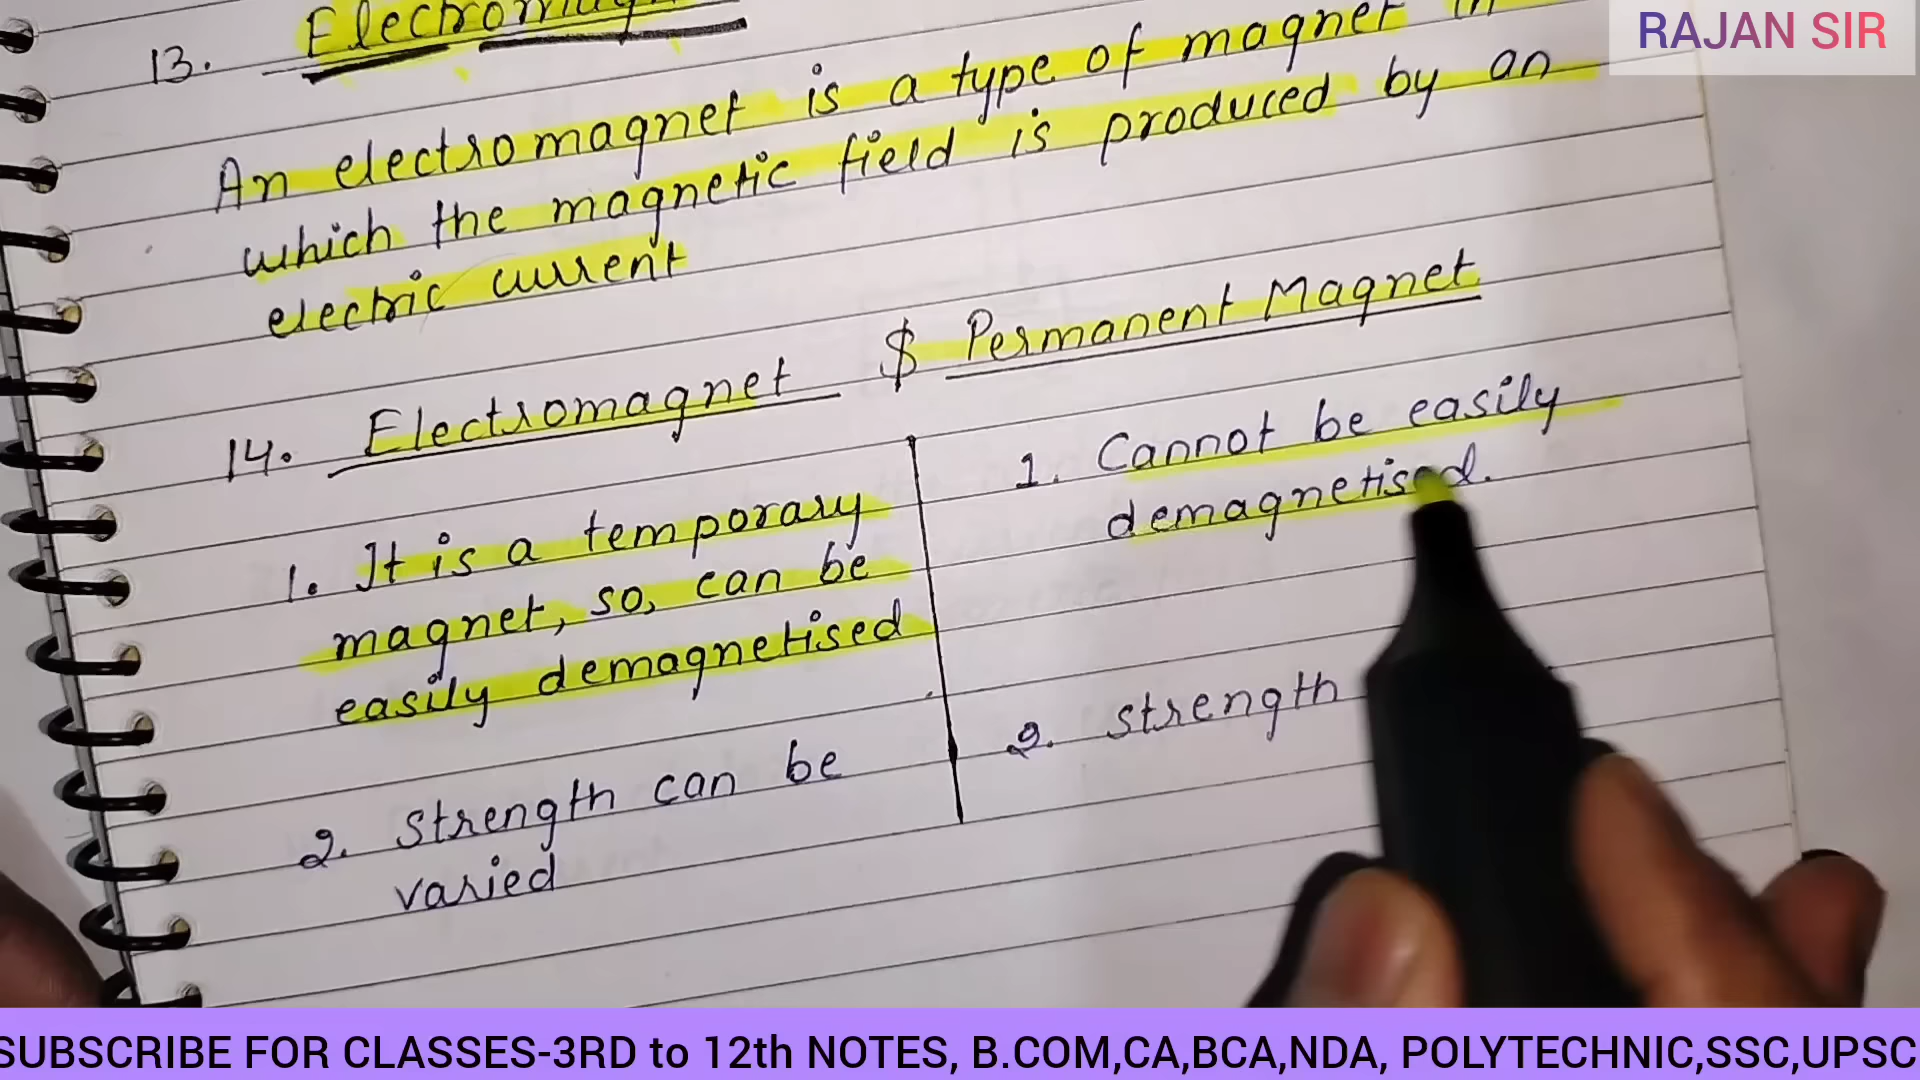 RAJAN SIR
13. Electromagn
An electromagnet is a type of magnet in
which the magnetic field is produced by an
electric current
14. Electromagnet $ Permanent Magnet
1. It is a temporary
magnet, so, can be
easily demagnetised
2. Strength can be
varied
1. Cannot be easily
demagnetised.
2. Strength
SUBSCRIBE FOR CLASSES-3RD to 12th NOTES, B.COM,CA,BCA,NDA, POLYTECHNIC,SSC,UPSC